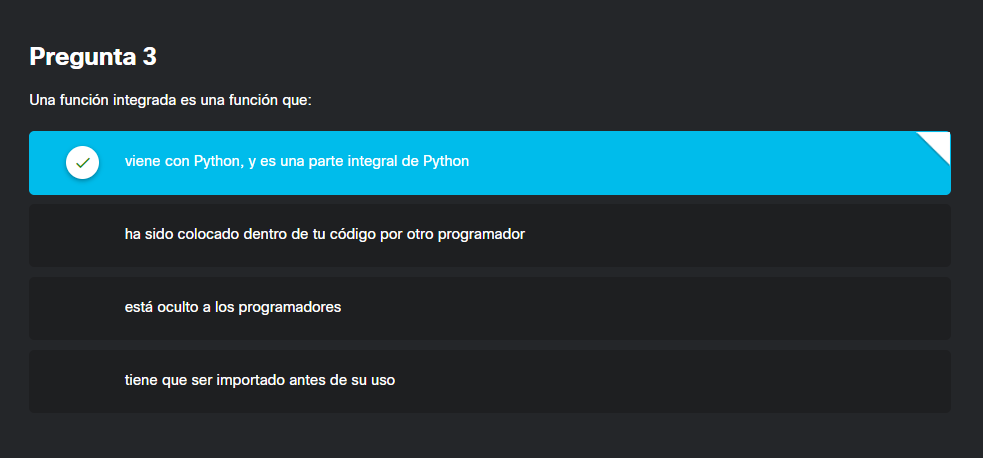 Pregunta 3
Una función integrada es una función que:
viene con Python, y es una parte integral de Python
ha sido colocado dentro de tu código por otro programador
está oculto a los programadores
tiene que ser importado antes de su uso